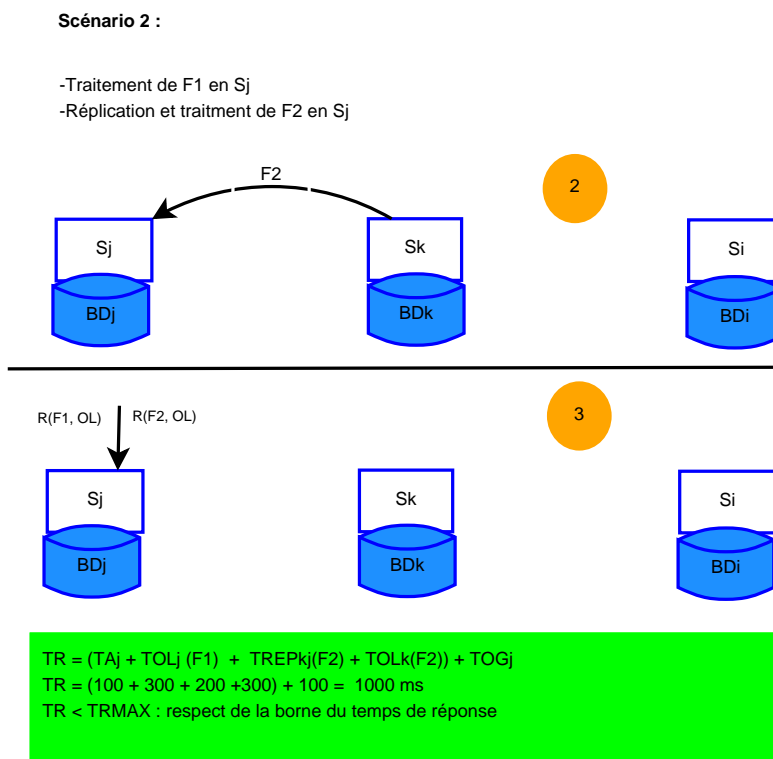 Scénario 2 :
-Traitement de F1 en Sj
-Réplication et traitment de F2 en Sj
F2
2
Sj
Sk
Si
BDj
BDk
BDi
3
R(F1, OL)
R(F2, OL)
Sj
Sk
Si
BDj
BDk
BDi
TR = (TAj + TOLj (F1) + TREPkj(F2) + TOLk(F2)) + TOGj
TR = (100 + 300 + 200 +300) + 100 = 1000 ms
TR < TRMAX : respect de la borne du temps de réponse